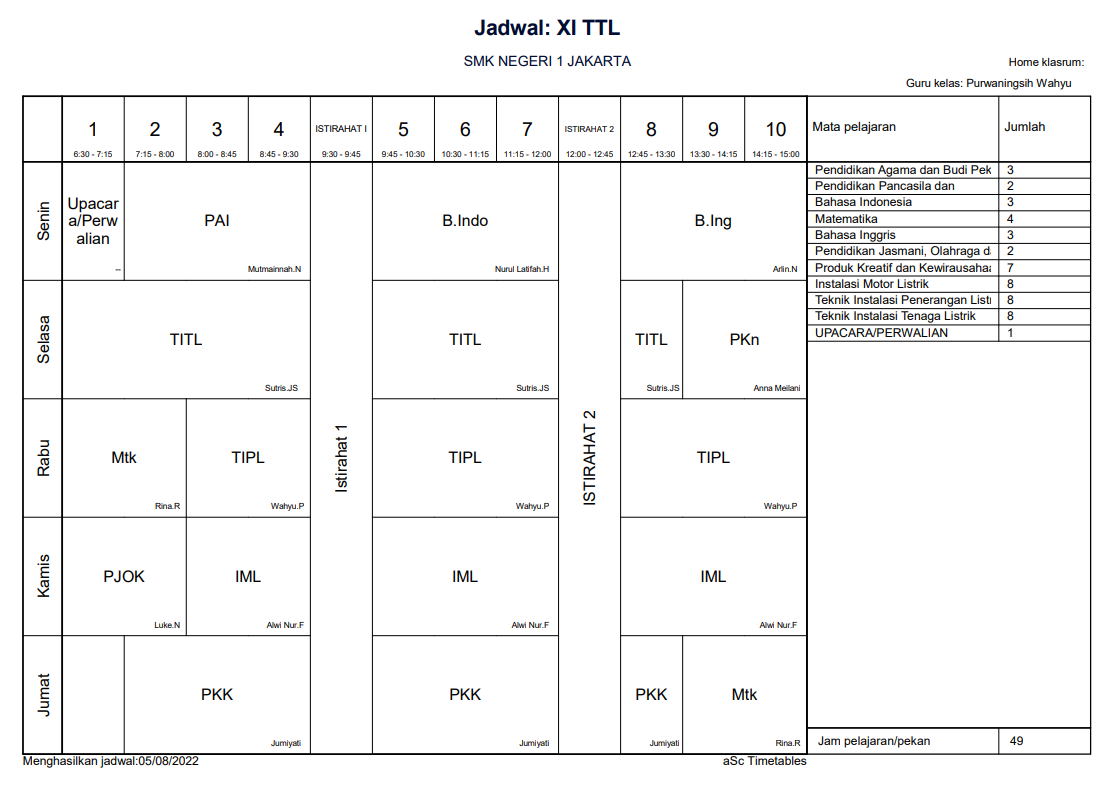 Jadwal: XI TTL
SMK NEGERI 1 JAKARTA
Home klasrum:
Guru kelas: Purwaningsih Wahyu
1 2 3 4 ISTIRAHAT I 5 6 7 ISTIRAHAT 2 8 9 10 Mata pelajaran Jumlah
6:30 - 7:15 7:15 - 8:00 8:00 - 8:45 8:45 - 9:30 9:30 - 9:45 9:45 - 10:30 10:30 - 11:15 11:15 - 12:00 12:00 - 12:45 12:45 - 13:30 13:30 - 14:15 14:15 - 15:00
Senin
Upacar
a/Perw
alian
--
PAI
Mutmainnah.N
B.Indo
Nurul Latifah.H
B.Ing
Arlin.N
Selasa
TITL
Sutris.JS
TITL
Sutris.JS
TITL
Sutris.JS
PKn
Anna Meilani
Rabu
Mtk
Rina.R
TIPL
Wahyu.P
Istirahat 1
TIPL
Wahyu.P
ISTIRAHAT 2
TIPL
Wahyu.P
Kamis
PJOK
Luke.N
IML
Alwi Nur.F
IML
Alwi Nur.F
IML
Alwi Nur.F
Jumat
PKK
Jumiyati
PKK
Jumiyati
PKK
Jumiyati
Mtk
Rina.R
Pendidikan Agama dan Budi Pek 3
Pendidikan Pancasila dan 2
Bahasa Indonesia 3
Matematika 4
Bahasa Inggris 3
Pendidikan Jasmani, Olahraga d 2
Produk Kreatif dan Kewirausaha 7
Instalasi Motor Listrik 8
Teknik Instalasi Penerangan List 8
Teknik Instalasi Tenaga Listrik 8
UPACARA/PERWALIAN 1
Jam pelajaran/pekan 49
Menghasilkan jadwal:05/08/2022
aSc Timetables